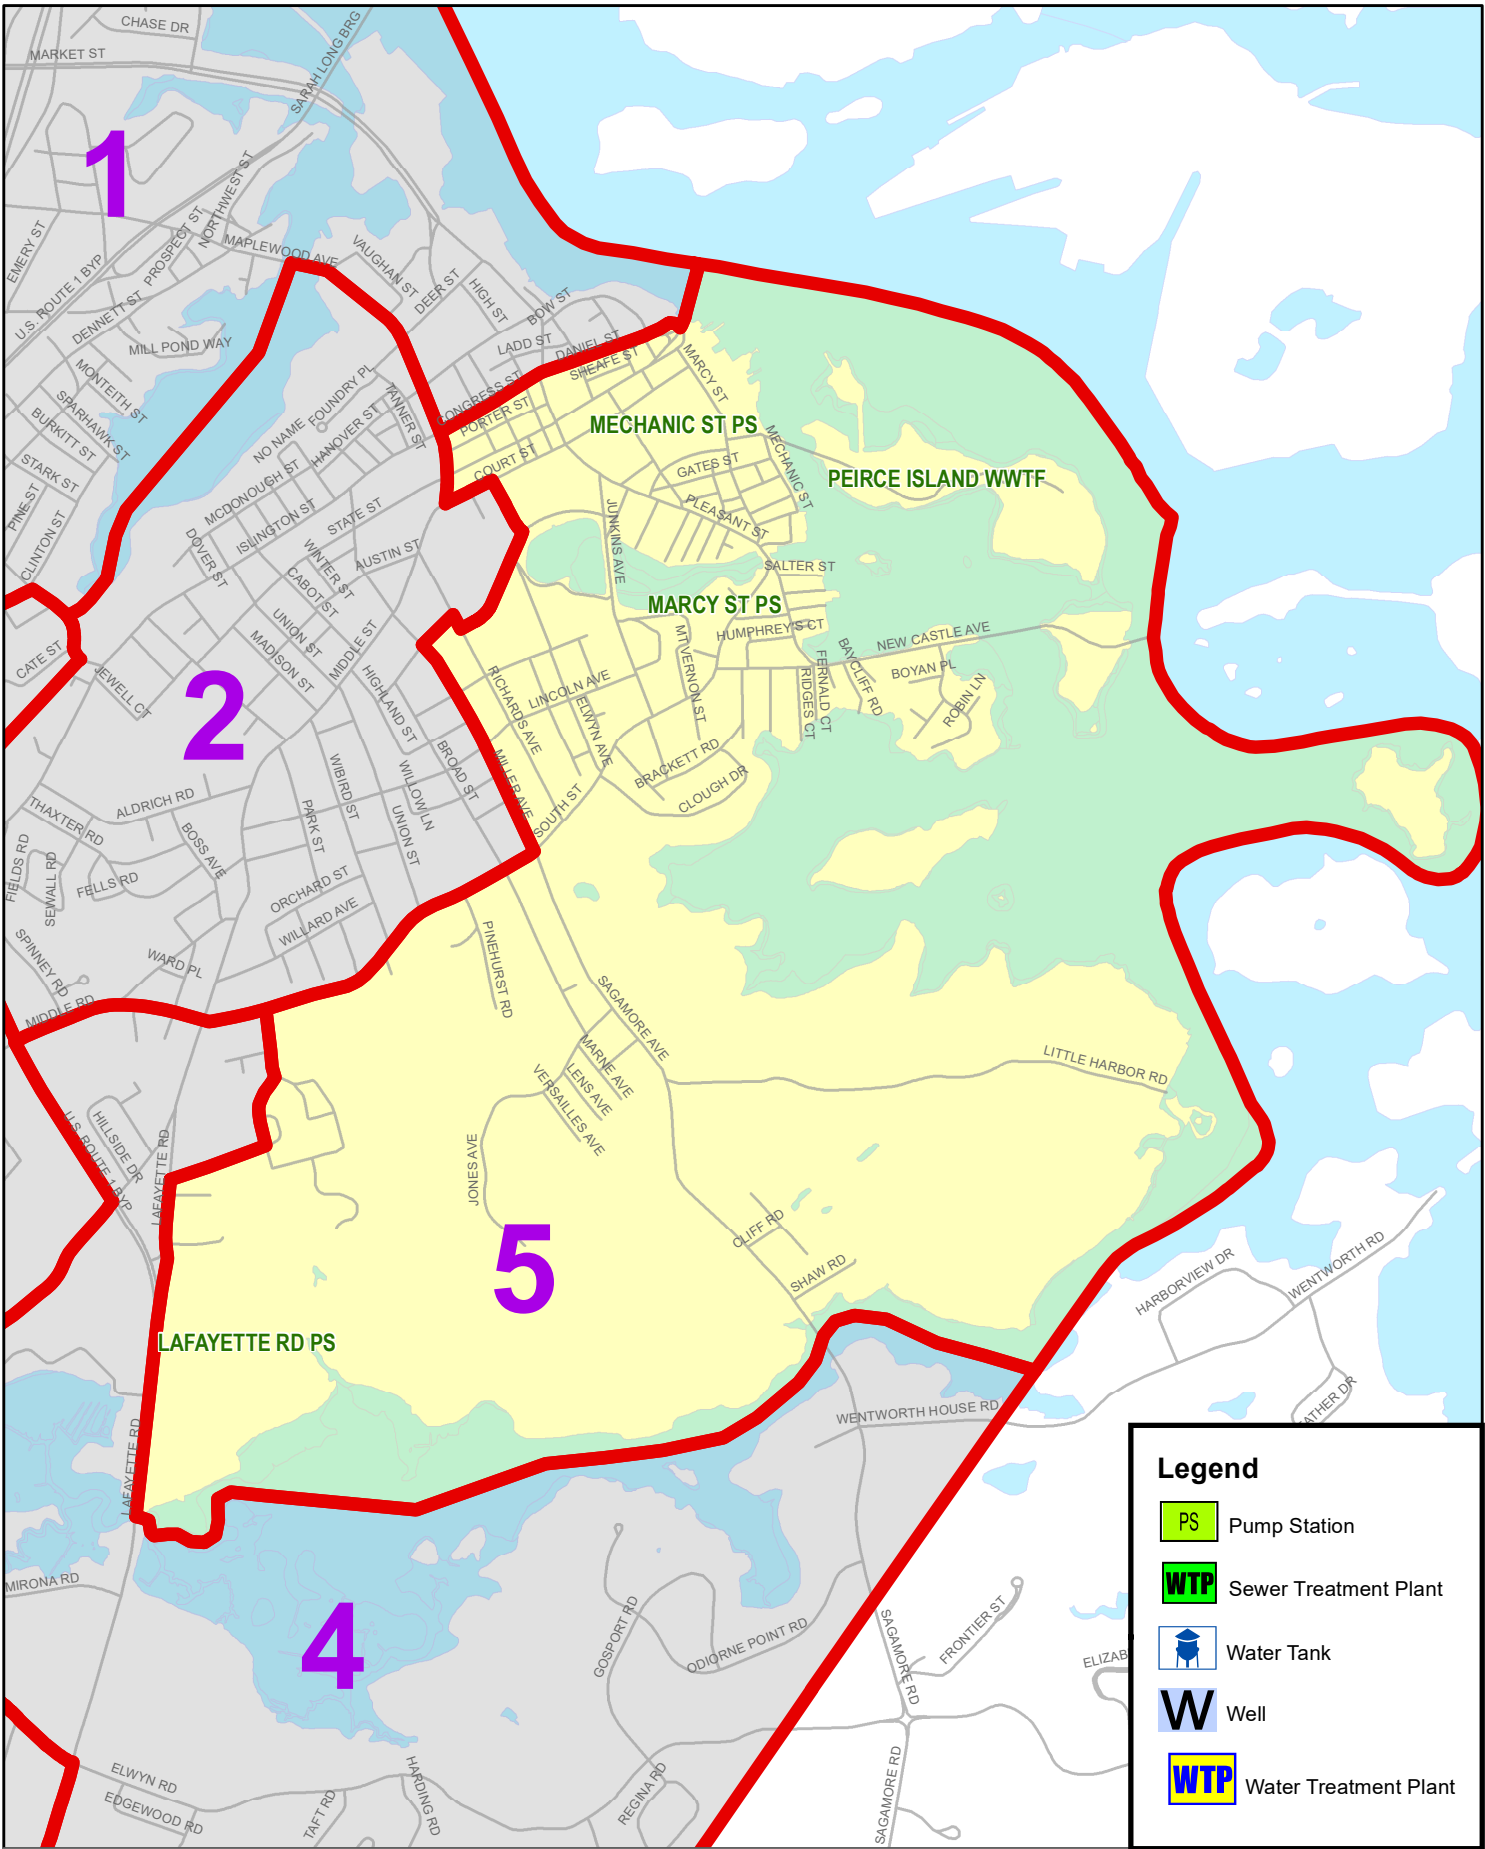 CHASE DR
MARKET ST
SARAH LONG BRG
1
NORTHWEST ST
PROSPECT ST
EMERY ST
MAPLEWOOD AVE
VAUGHAN ST
U.S. ROUTE 1 BYP
DEER ST
HIGH ST
BOW ST
DENNETT ST
MILL POND WAY
LADD ST
DANIEL ST
SHEAFE ST
MARCY ST
MONTEITH ST
FOUNDRY PL
TANNER ST
CONGRESS ST
PORTER ST
SPARHAWK ST
BURKITT ST
NO NAME
HANOVER ST
MECHANIC ST PS
COURT ST
GATES ST
MECHANIC ST
PEIRCE ISLAND WWTF
STARK ST
PINE ST
CLINTON ST
MCDONOUGH ST
ISLINGTON ST
STATE ST
JUNKINS AVE
PLEASANT ST
DOVER ST
WINTER ST
AUSTIN ST
CABOT ST
SALTER ST
MARCY ST PS
UNION ST
MADISON ST
MIDDLE ST
MT VERNON ST
HUMPHREY'S CT
NEW CASTLE AVE
CATE ST
JEWELL CT
2
HIGHLAND ST
RICHARDS AVE
LINCOLN AVE
ELWYN AVE
RIDGES CT
FERNALD CT
BAYCLIFF RD
BOYAN PL
ROBIN LN
WIBIRD ST
WILLOW LN
BROAD ST
MILLER AVE
BRACKETT RD
CLOUGH DR
SOUTH ST
ALDRICH RD
THAXTER RD
BOSS AVE
PARK ST
UNION ST
FIELDS RD
SEWALL RD
FELLS RD
ORCHARD ST
WILLARD AVE
SPINNEY RD
WARD PL
PINEHURST RD
MIDDLE RD
SAGAMORE AVE
MARNE AVE
LENS AVE
VERSAILLES AVE
LITTLE HARBOR RD
U.S. ROUTE 1 BYP
HILLSIDE DR
LAFAYETTE RD
JONES AVE
CLIFF RD
SHAW RD
5
HARBORVIEW DR
WENTWORTH RD
LAFAYETTE RD PS
WENTWORTH HOUSE RD
LAFAYETTE RD
MIRONA RD
4
GOSPORT RD
ODIORNE POINT RD
SAGAMORE RD
FRONTIER ST
SAGAMORE RD
ELWYN RD
EDGEWOOD RD
TAFT RD
HARDING RD
REGINA RD
Legend
PS Pump Station
WTP Sewer Treatment Plant
Water Tank
W Well
WTP Water Treatment Plant